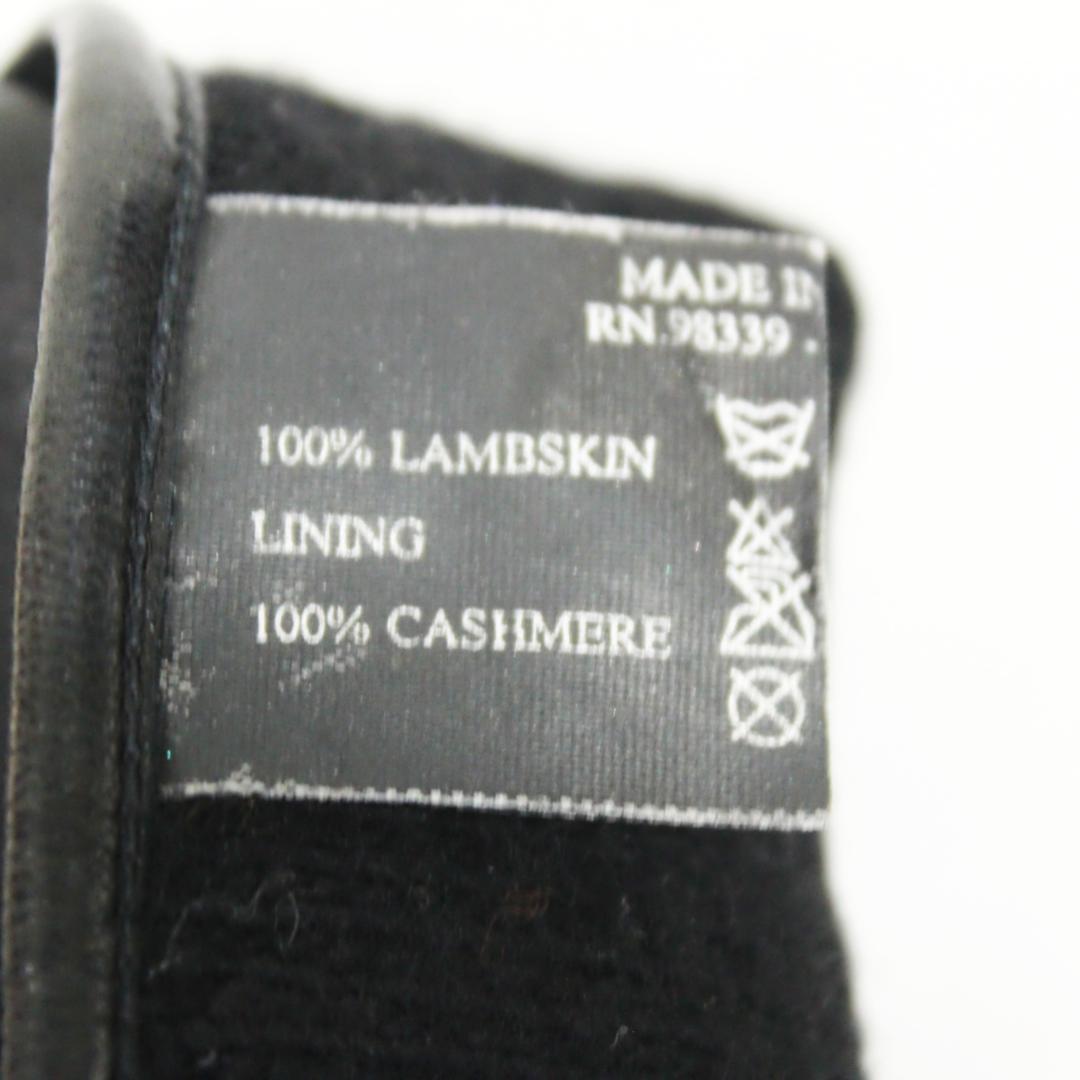 MADE IN
RN.98339 -
100% LAMBSKIN
LINING
100% CASHMERE